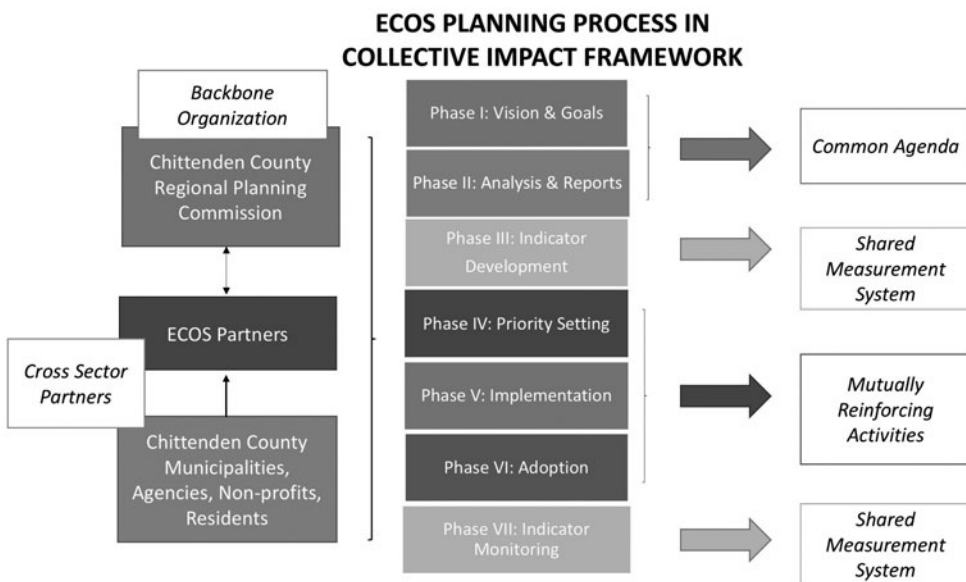 ECOS PLANNING PROCESS IN
COLLECTIVE IMPACT FRAMEWORK
Backbone
Organization
Chittenden County
Regional Planning
Commission
ECOS Partners
Cross Sector
Partners
Chittenden County
Municipalities,
Agencies, Non-profits,
Residents
Phase I: Vision & Goals
Phase II: Analysis & Reports
Phase III: Indicator
Development
Phase IV: Priority Setting
Phase V: Implementation
Phase VI: Adoption
Phase VII: Indicator
Monitoring
Common Agenda
Shared
Measurement
System
Mutually
Reinforcing
Activities
Shared
Measurement
System